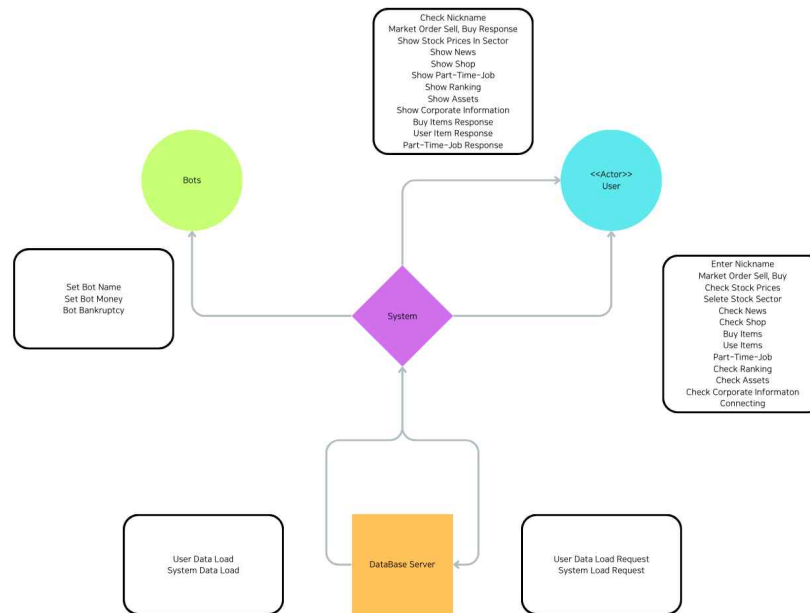 Check Nickname
Market Order Sell, Buy Response
Show Stock Prices In Sector
Show News
Show Shop
Show Part-Time-Job
Show Ranking
Show Assets
Show Corporate Information
Buy Items Response
User Item Response
Part-Time-Job Response
Bots
<<Actor>>
User
Set Bot Name
Set Bot Money
Bot Bankruptcy
System
Enter Nickname
Market Order Sell, Buy
Check Stock Prices
Selete Stock Sector
Check News
Check Shop
Buy Items
Use Items
Part-Time-Job
Check Ranking
Check Assets
Check Corporate Informaton
Connecting
User Data Load
System Data Load
DataBase Server
User Data Load Request
System Load Request